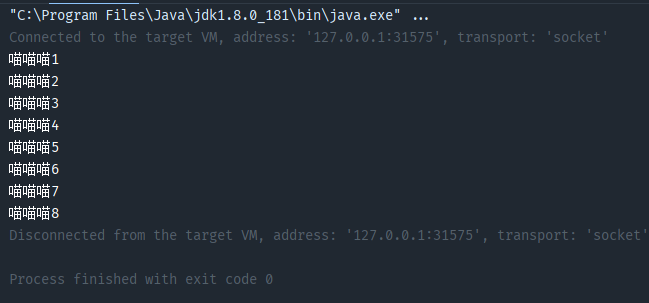 "C:\Program Files\Java\jdk1.8.0_181\bin\java.exe" ...
Connected to the target VM, address: '127.0.0.1:31575', transport: 'socket'
喵喵喵1
喵喵喵2
喵喵喵3
喵喵喵4
喵喵喵5
喵喵喵6
喵喵喵7
喵喵喵8
Disconnected from the target VM, address: '127.0.0.1:31575', transport: 'socket'
Process finished with exit code 0